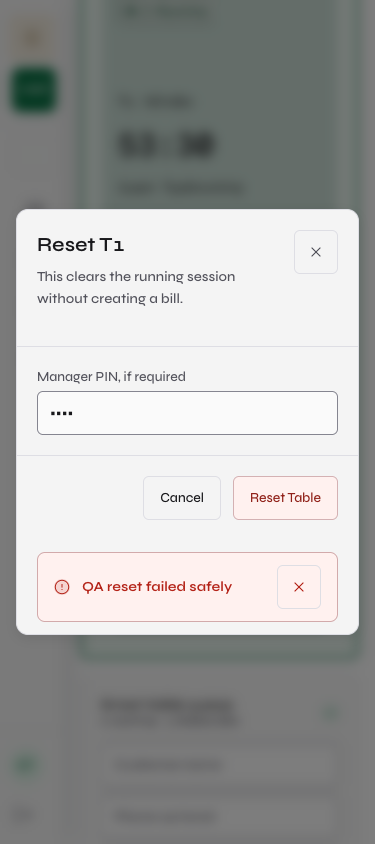 Reset T1
This clears the running session
without creating a bill.
Manager PIN, if required
••••
Cancel
Reset Table
QA reset failed safely